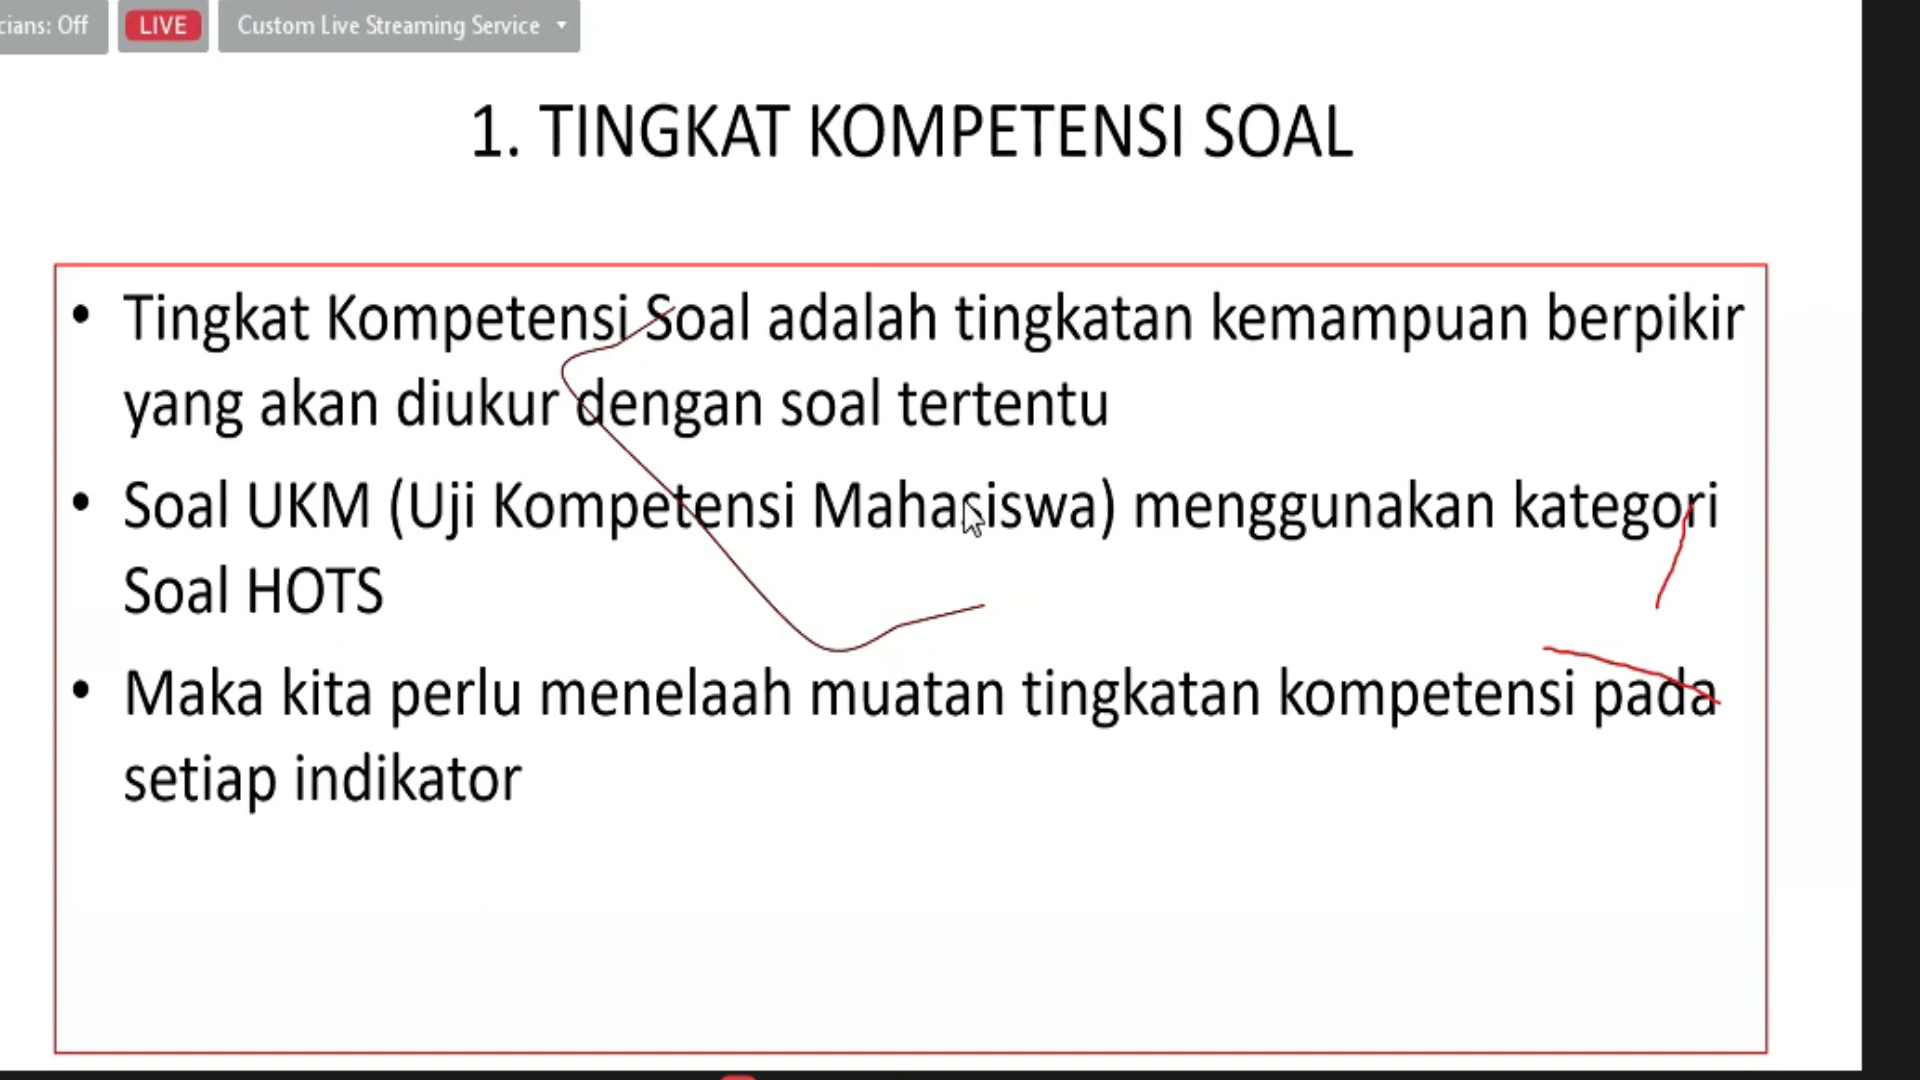 cians: Off LIVE Custom Live Streaming Service
1. TINGKAT KOMPETENSI SOAL
• Tingkat Kompetensi Soal adalah tingkatan kemampuan berpikir
yang akan diukur dengan soal tertentu
• Soal UKM (Uji Kompetensi Mahasiswa) menggunakan kategori
Soal HOTS
• Maka kita perlu menelaah muatan tingkatan kompetensi pada
setiap indikator